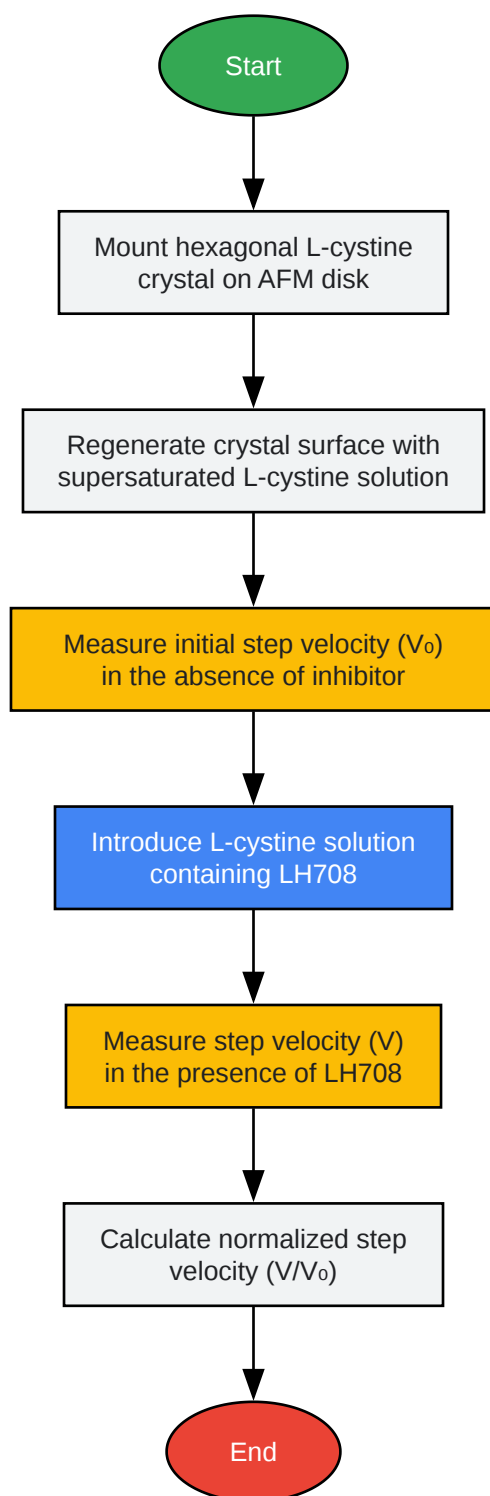 Start
Mount hexagonal L-cystine
crystal on AFM disk
Regenerate crystal surface with
supersaturated L-cystine solution
Measure initial step velocity (V₀)
in the absence of inhibitor
Introduce L-cystine solution
containing LH708
Measure step velocity (V)
in the presence of LH708
Calculate normalized step
velocity (V/V₀)
End